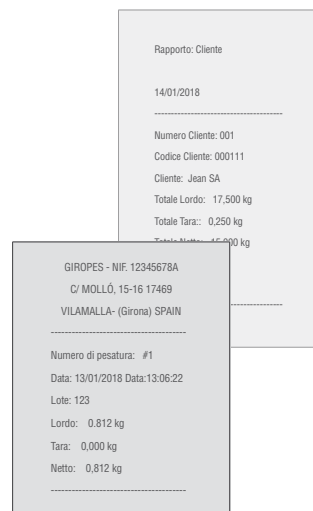 Rapporto: Cliente
14/01/2018
---------------------------------------
Numero Cliente: 001
Codice Cliente: 000111
Cliente: Jean SA
Totale Lordo: 17,500 kg
Totale Tara:: 0,250 kg
kg
---------------------------------------
GIROPES - NIF. 12345678A
C/ MOLLÓ, 15-16 17469
VILAMALLA- (Girona) SPAIN
-----------------------------------------
Numero di pesatura: #1
Data: 13/01/2018 Data:13:06:22
Lote: 123
Lordo: 0.812 kg
Tara: 0,000 kg
Netto: 0,812 kg
-----------------------------------------